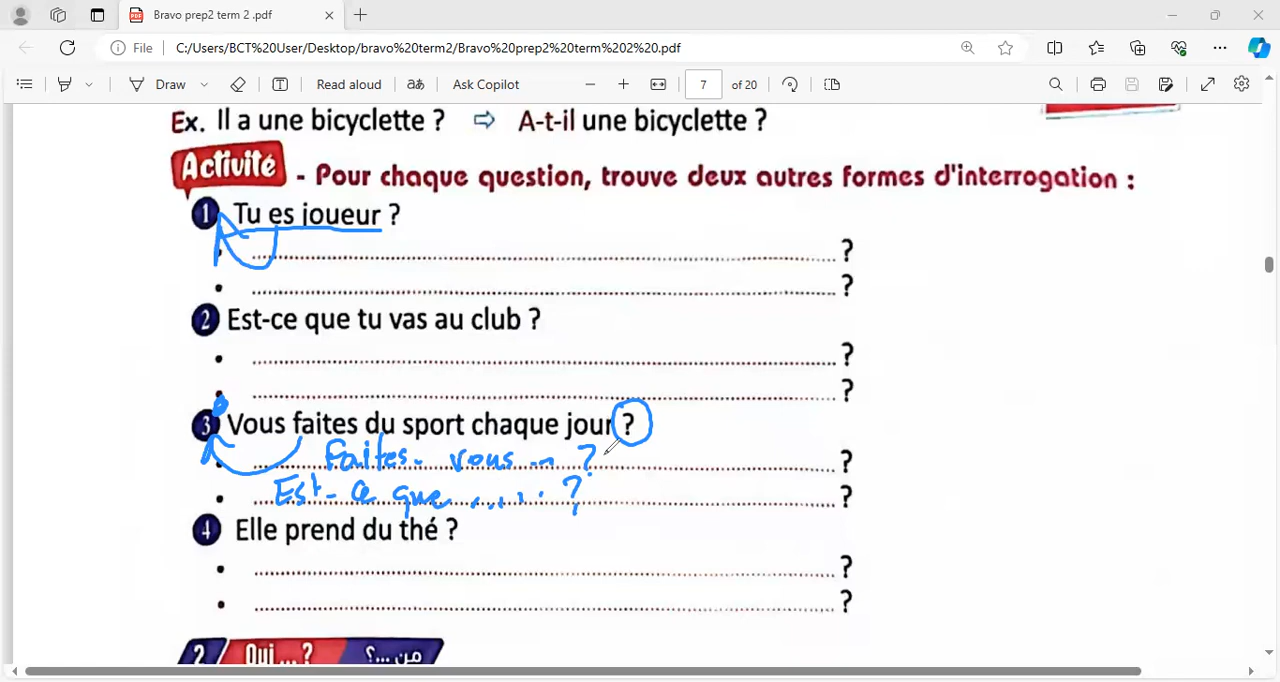 Bravo prep2 term 2 .pdf
File C:/Users/BCT%20User/Desktop/bravo%20term2/Bravo%20prep2%20term%202%20.pdf
Draw aあ Read aloud Ask Copilot 7 of 20
Ex. Il a une bicyclette ? ⇨ A-t-il une bicyclette ?
Activité - Pour chaque question, trouve deux autres formes d'interrogation :
1 Tu es joueur ?
• ........................ ?
• ........................ ?
2 Est-ce que tu vas au club ?
• ........................ ?
• ........................ ?
3 Vous faites du sport chaque jour ?
• Faites- vous ... ? ?
• Est-ce que ..... ? ?
4 Elle prend du thé ?
• ........................ ?
• ........................ ?
2 Qui ... ? من ...؟